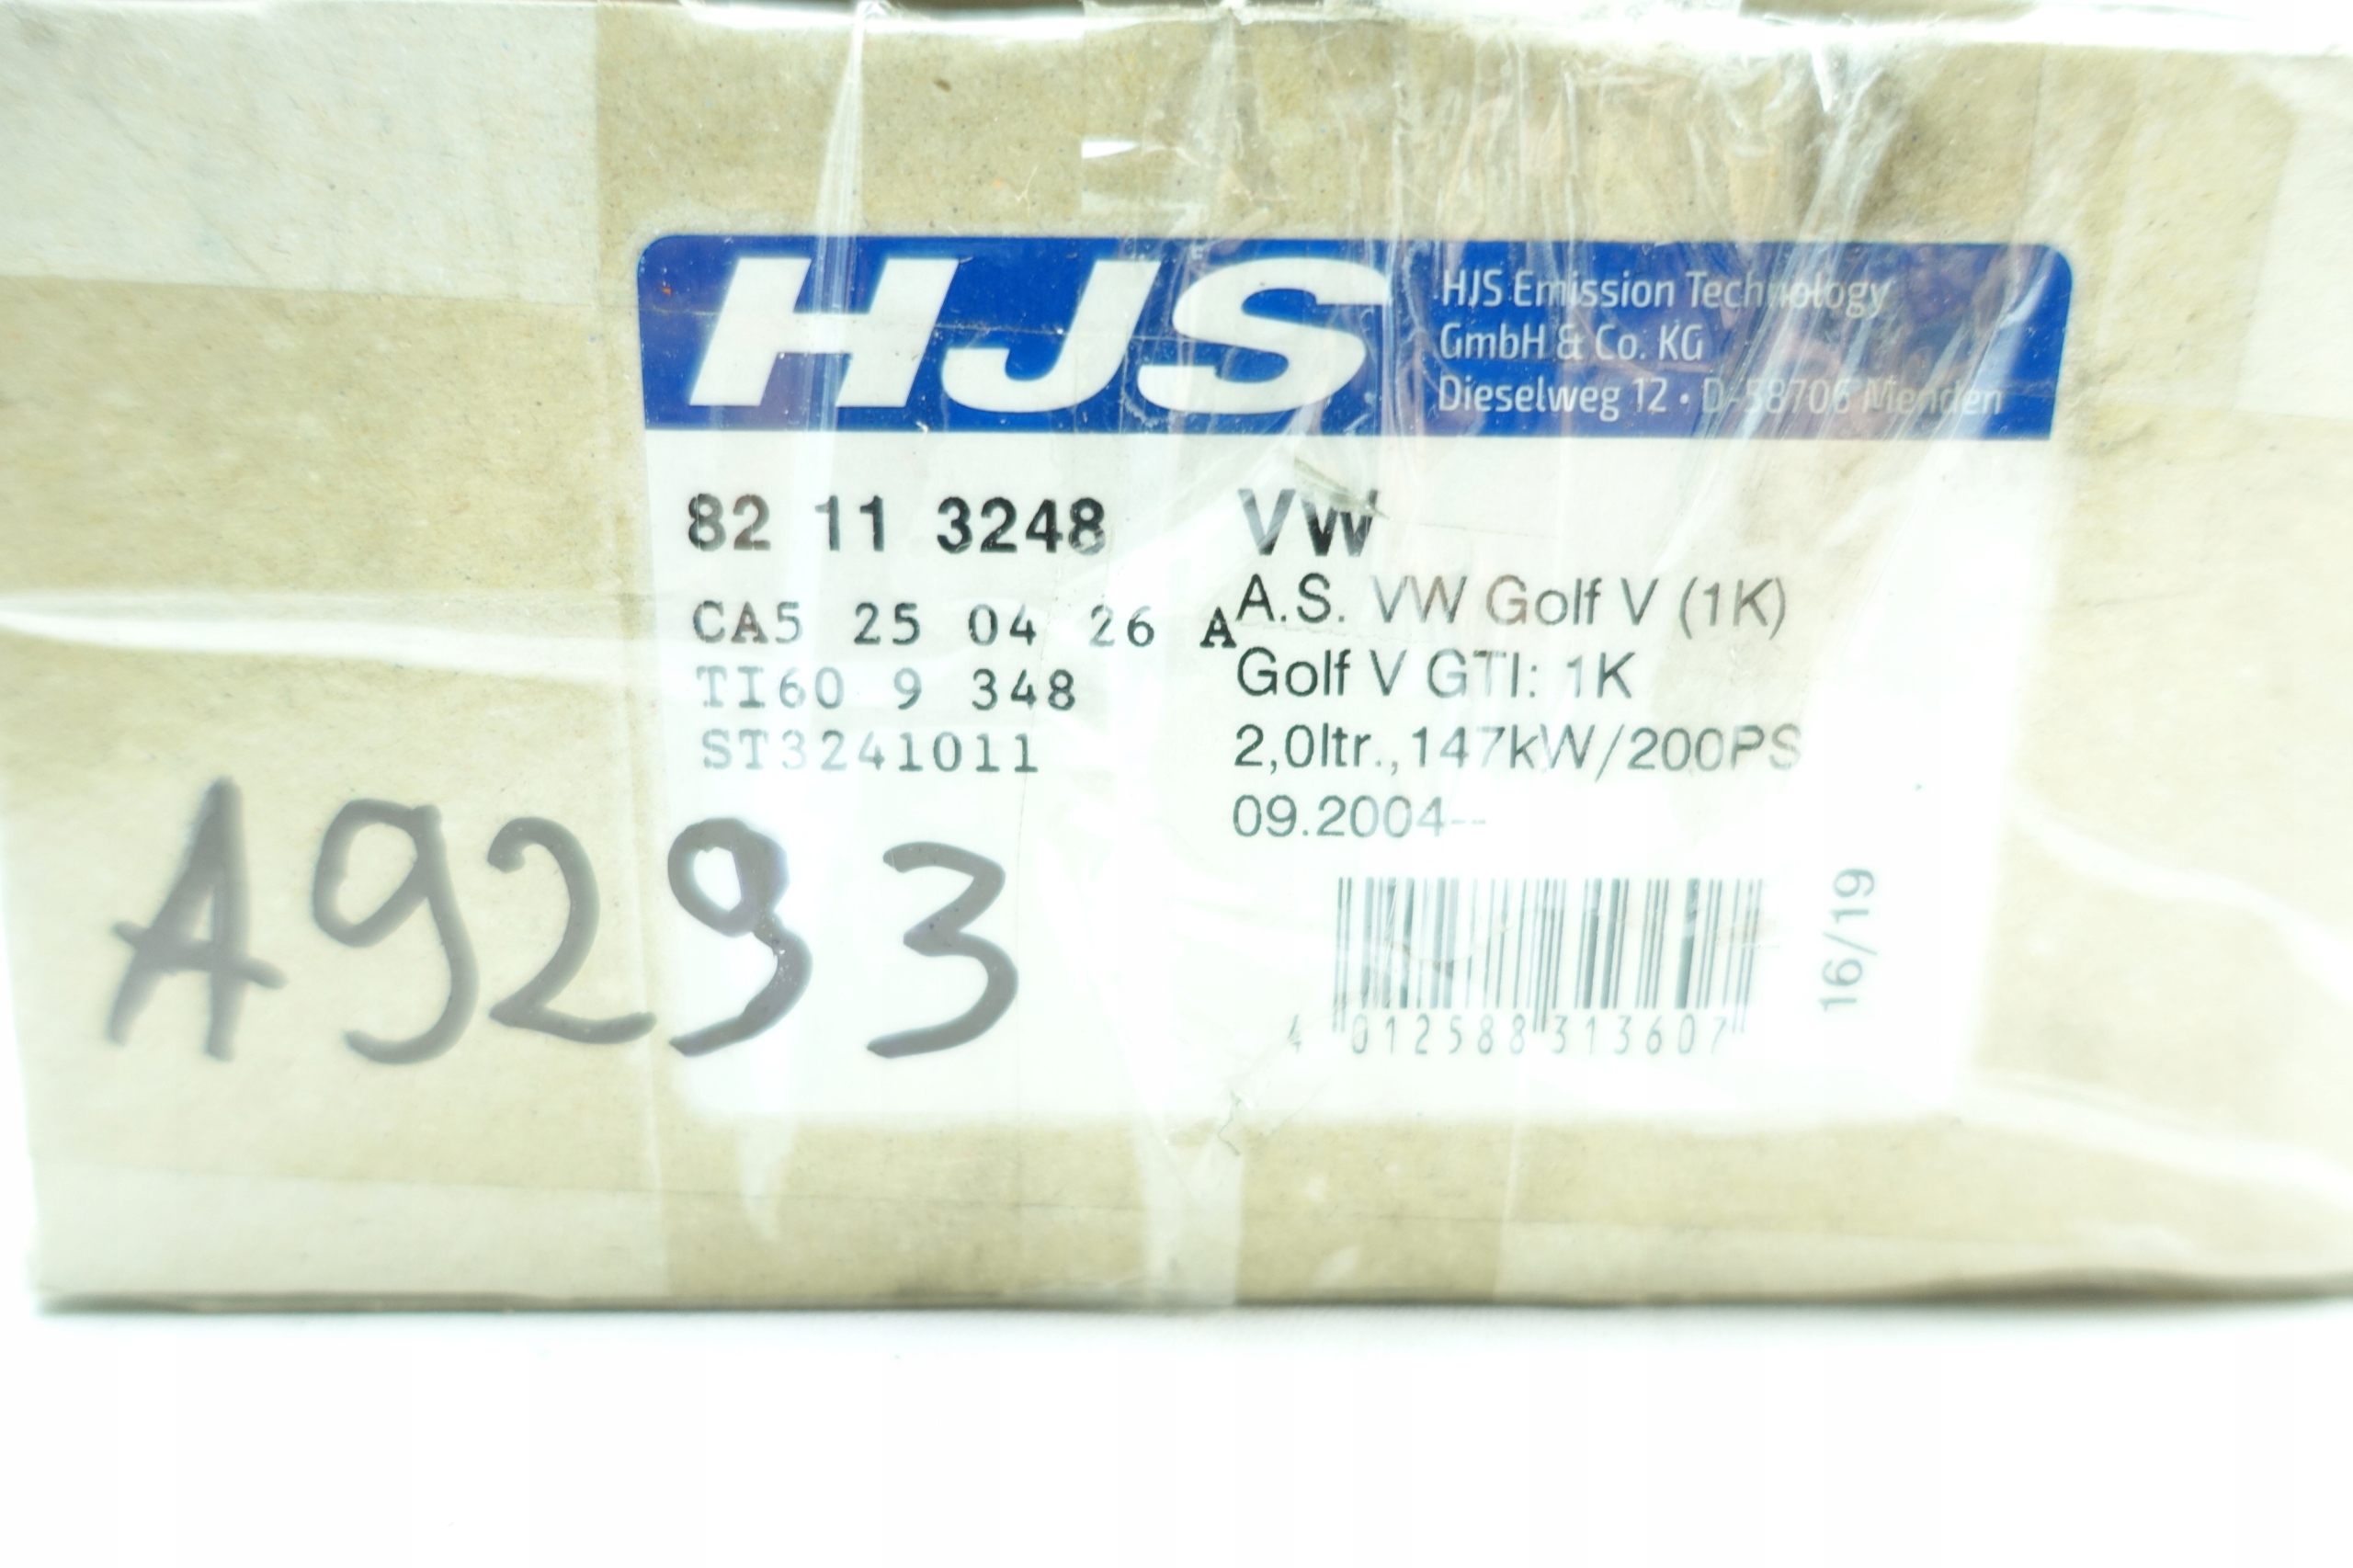 HJS
HJS Emission Technology
GmbH & Co. KG
Dieselweg 12 · D-58706 Menden
82 11 3248
CA5 25 04 26 A
TI60 9 348
ST3241011
VW
A.S. VW Golf V (1K)
Golf V GTI: 1K
2,0ltr.,147kW/200PS
09.2004--
16/19
4 012588 313607
A9293